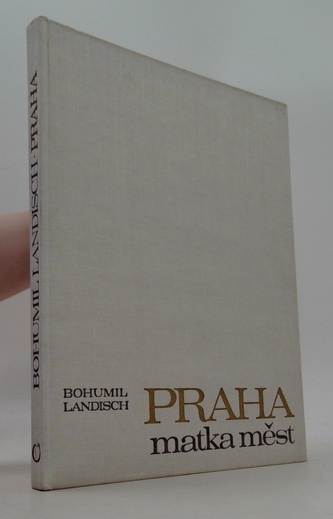 BOHUMIL LANDISCH · PRAHA
BOHUMIL
LANDISCH
PRAHA
matka měst